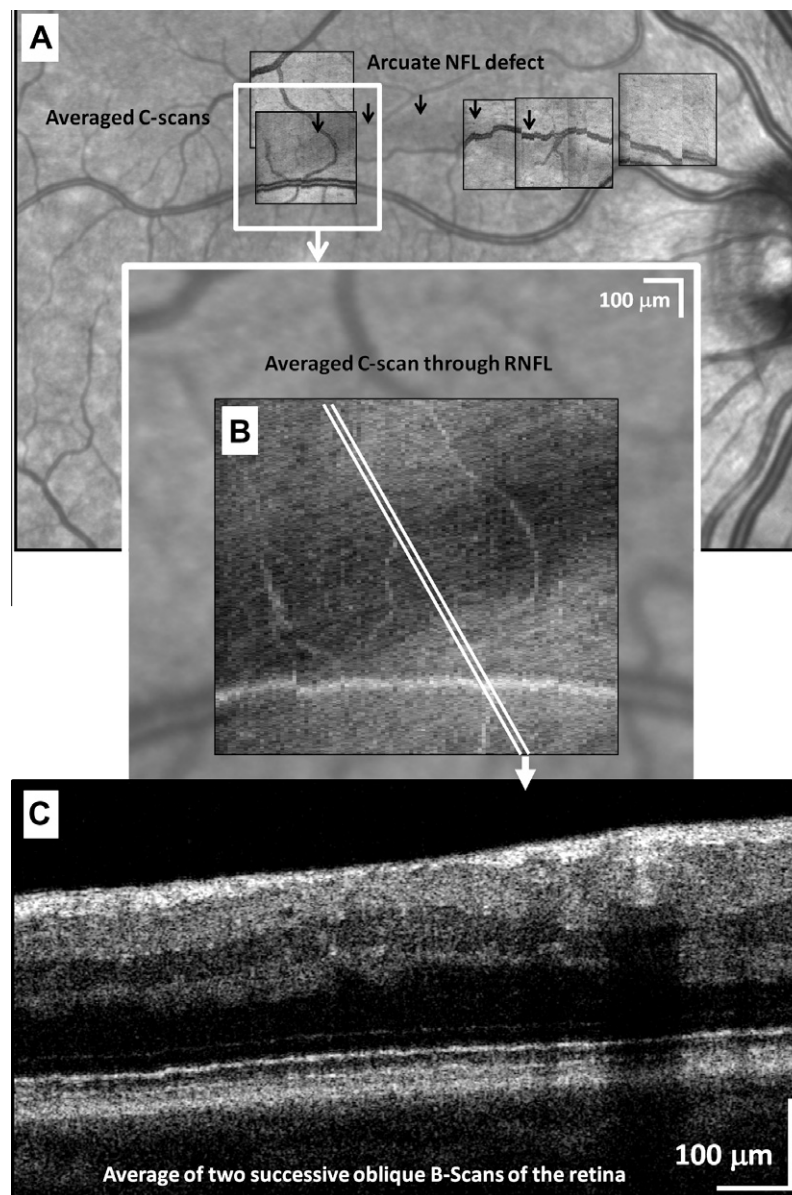 A
Arcuate NFL defect
Averaged C-scans
100 µm
Averaged C-scan through RNFL
B
C
100 µm
Average of two successive oblique B-Scans of the retina